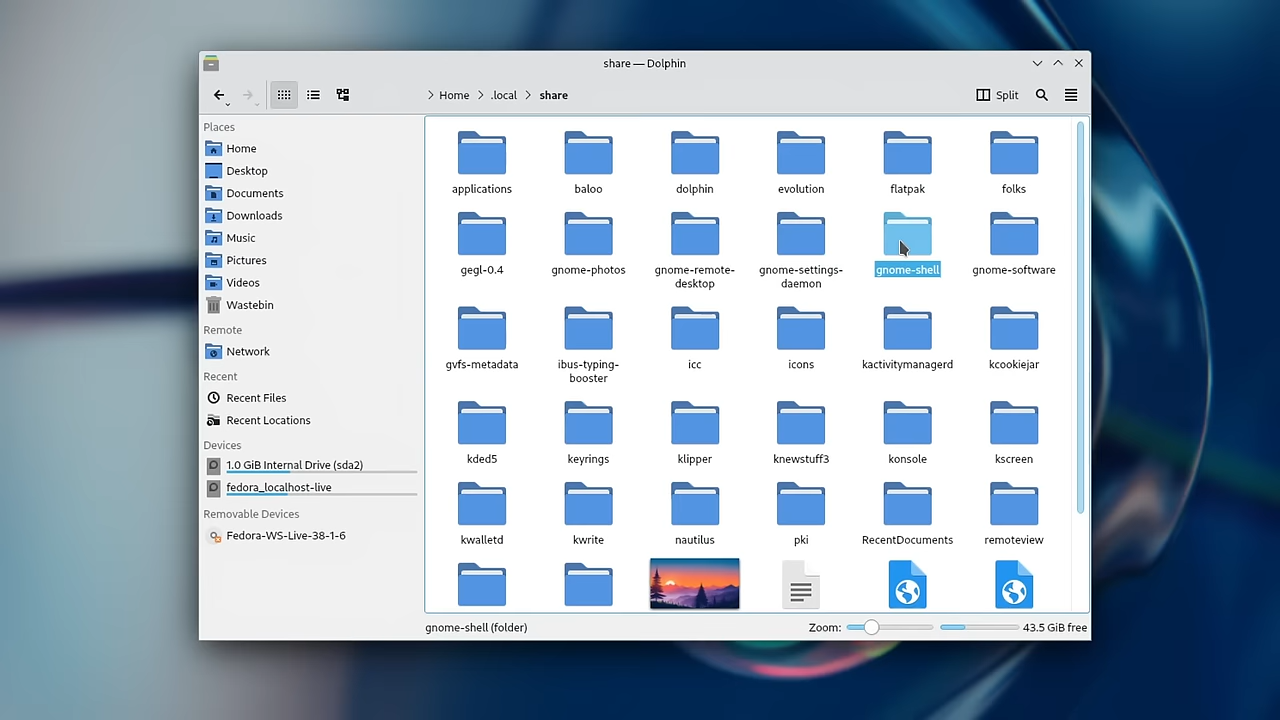 share — Dolphin
Home
.local
share
Split
Places
Home
Desktop
Documents
Downloads
Music
Pictures
Videos
Wastebin
Remote
Network
Recent
Recent Files
Recent Locations
Devices
1.0 GiB Internal Drive (sda2)
fedora_localhost-live
Removable Devices
Fedora-WS-Live-38-1-6
applications
baloo
dolphin
evolution
flatpak
folks
gegl-0.4
gnome-photos
gnome-remote-
desktop
gnome-settings-
daemon
gnome-shell
gnome-software
gvfs-metadata
ibus-typing-
booster
icc
icons
kactivitymanagerd
kcookiejar
kded5
keyrings
klipper
knewstuff3
konsole
kscreen
kwalletd
kwrite
nautilus
pki
RecentDocuments
remoteview
gnome-shell (folder)
Zoom:
43.5 GiB free